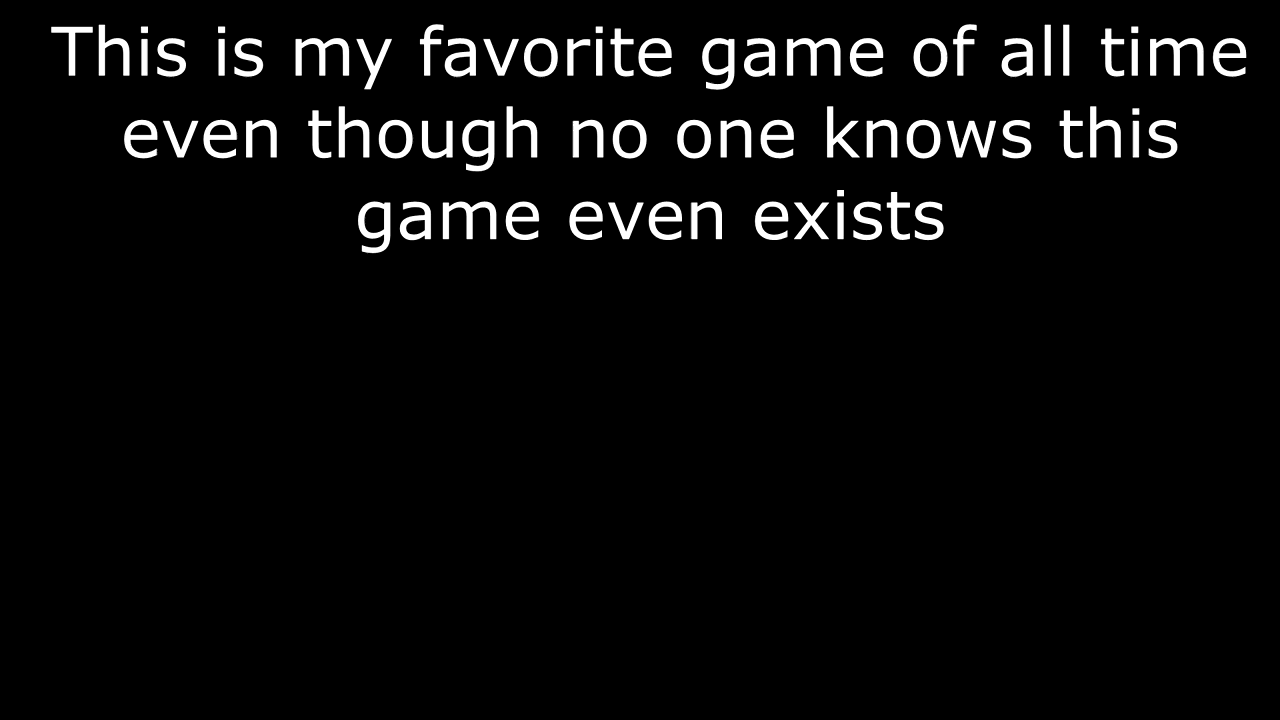 This is my favorite game of all time
even though no one knows this
game even exists